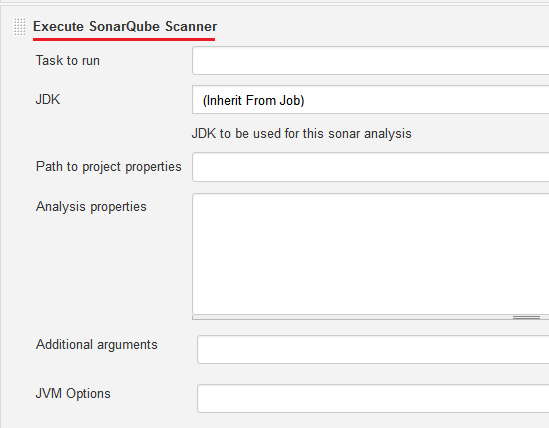 Execute SonarQube Scanner
Task to run
JDK
(Inherit From Job)
JDK to be used for this sonar analysis
Path to project properties
Analysis properties
Additional arguments
JVM Options